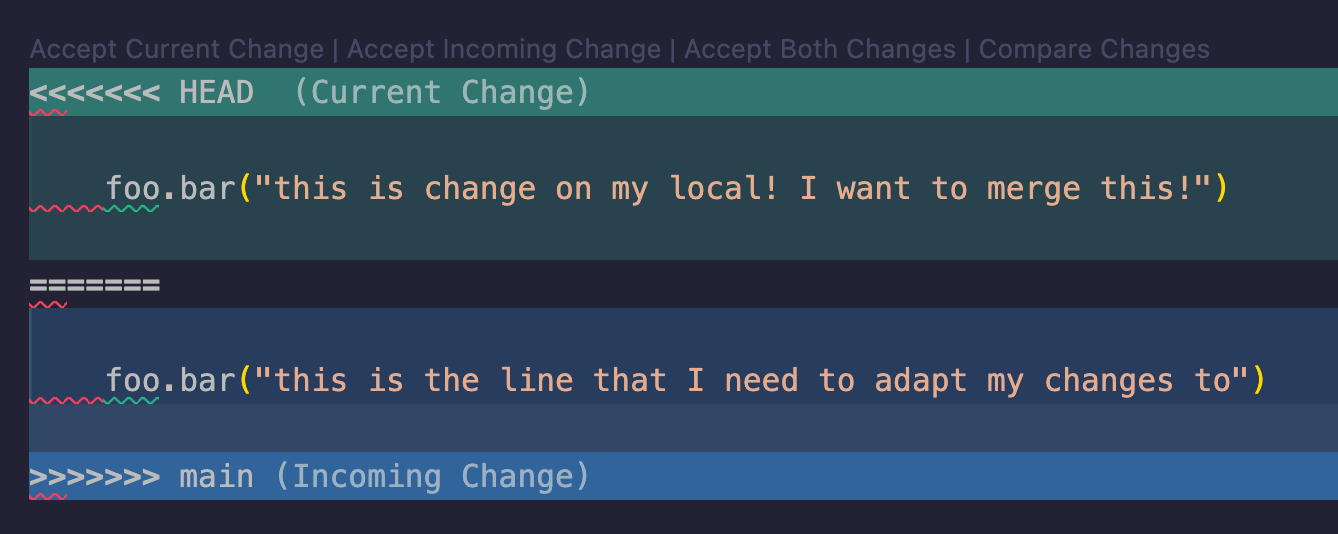 Accept Current Change | Accept Incoming Change | Accept Both Changes | Compare Changes
<<<<<<< HEAD  (Current Change)
foo.bar("this is change on my local! I want to merge this!")
=======
foo.bar("this is the line that I need to adapt my changes to")
>>>>>>> main (Incoming Change)